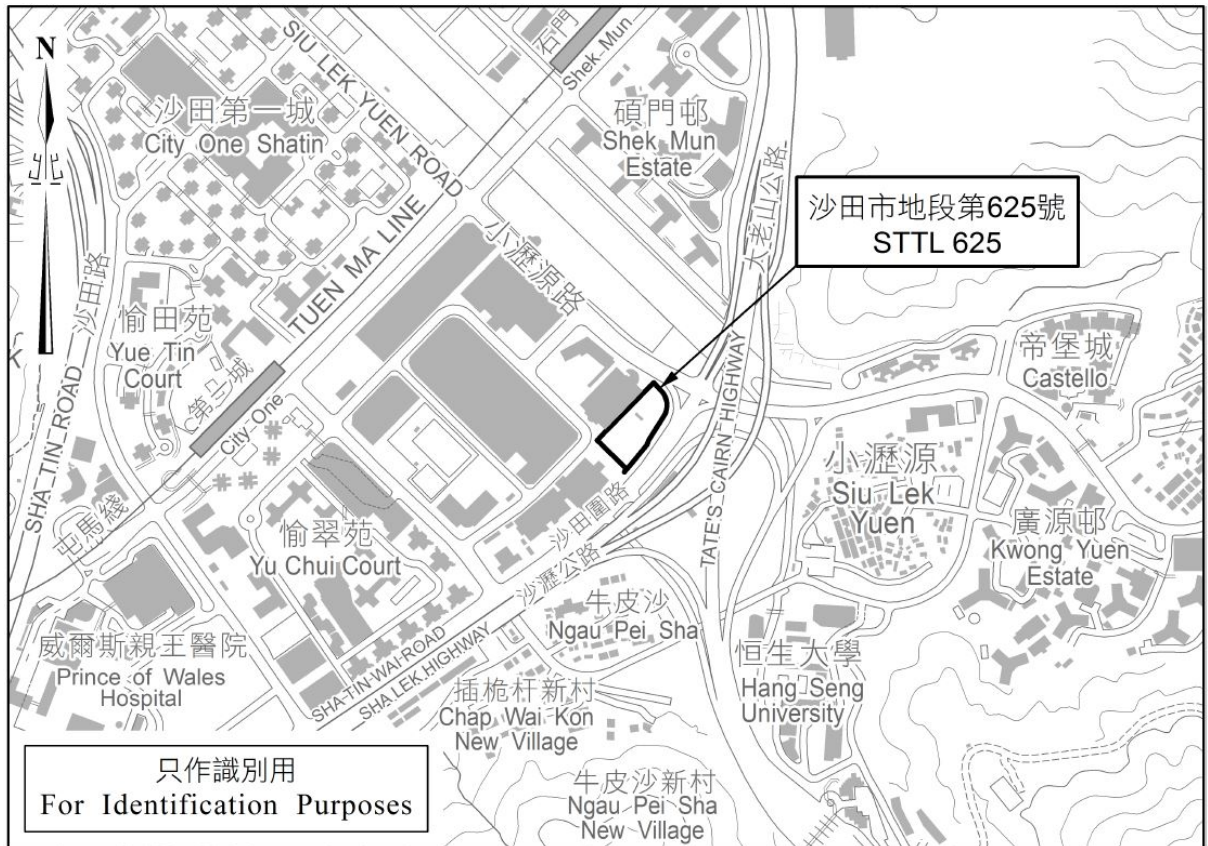 N
SIU LEK YUEN ROAD
石門
Shek Mun
沙田第一城
City One Shatin
碩門邨
Shek Mun
Estate
大老山公路
沙田市地段第625號
STTL 625
小瀝源路
TUEN MA LINE
沙田路
愉田苑
Yue Tin
Court
第一城
City One
SHA TIN ROAD
帝堡城
Castello
TATE'S CAIRN HIGHWAY
小瀝源
Siu Lek
Yuen
廣源邨
Kwong Yuen
Estate
沙田圍路
沙瀝公路
屯馬綫
愉翠苑
Yu Chui Court
牛皮沙
Ngau Pei Sha
威爾斯親王醫院
Prince of Wales
Hospital
SHA TIN WAI ROAD
SHA LEK HIGHWAY
恒生大學
Hang Seng
University
插桅杆新村
Chap Wai Kon
New Village
牛皮沙新村
Ngau Pei Sha
New Village
只作識別用
For Identification Purposes